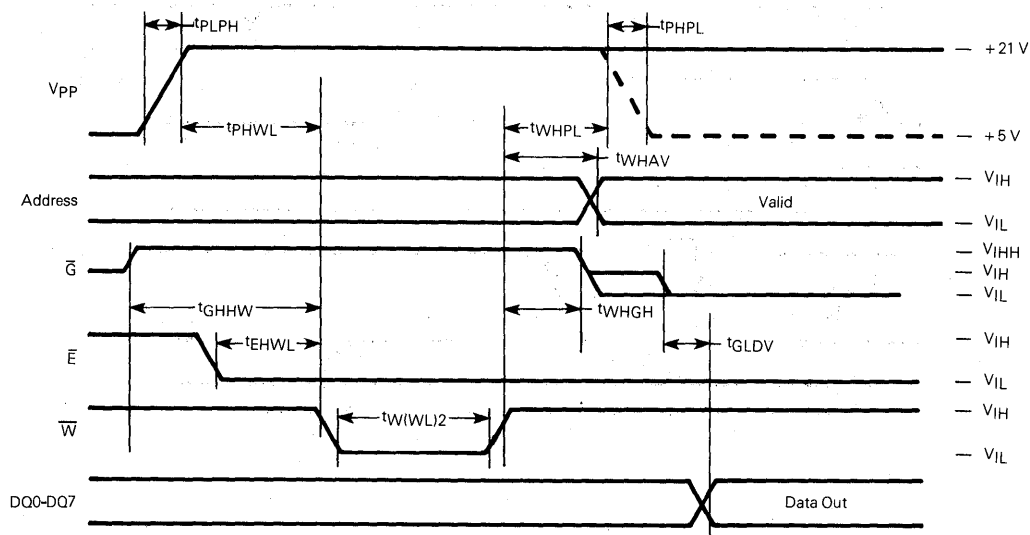 tPLPH tPHPL
+21 V
VPP
tPHWL tWHPL
+5 V
tWHAV
VIH
Address Valid
VIL
VIHH
G VIH
VIL
tGHHW tWHGH
tEHWL tGLDV VIH
E
VIL
tW(WL)2 VIH
W
VIL
DQ0-DQ7 Data Out